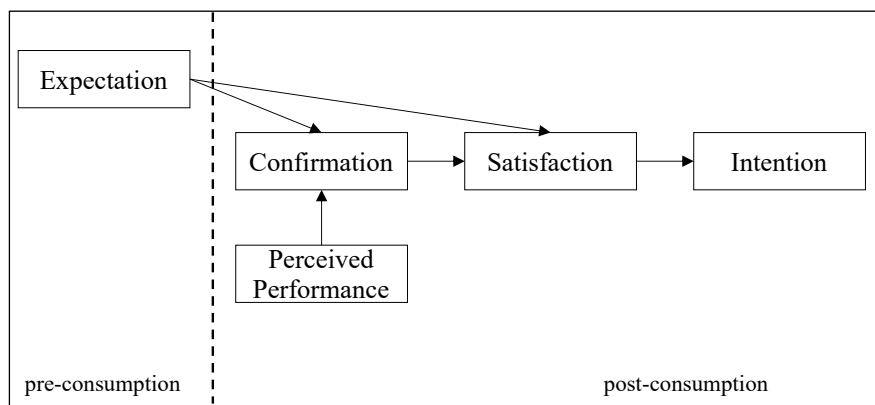 Expectation
Confirmation
Satisfaction
Intention
Perceived
Performance
pre-consumption
post-consumption